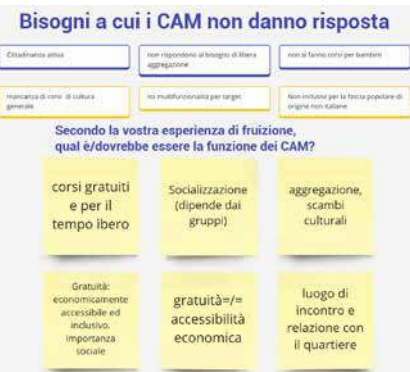 Bisogni a cui i CAM non danno risposta
Cittadinanza attiva
non rispondono al bisogno di libera
aggregazione
non si fanno corsi per bambini
mancanza di corsi di cultura
generale
no multifunzionalità per target
Non inclusivi per la fascia popolare di
origine non italiana
Secondo la vostra esperienza di fruizione,
qual è/dovrebbe essere la funzione dei CAM?
corsi gratuiti
e per il
tempo ibero
Socializzazione
(dipende dai
gruppi)
aggregazione,
scambi
culturali
Gratuità:
economicamente
accessibile ed
inclusivo.
Importanza
sociale
gratuità=/=
accessibilità
economica
luogo di
incontro e
relazione con
il quartiere